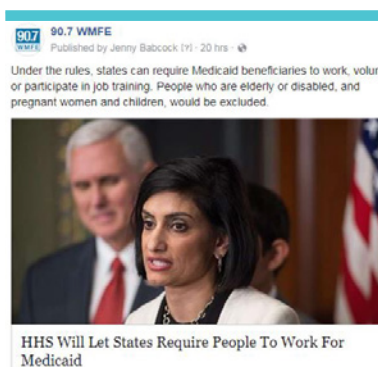 90.7
WMFE
90.7 WMFE
Published by Jenny Babcock [?] · 20 hrs ·
Under the rules, states can require Medicaid beneficiaries to work, volu
or participate in job training. People who are elderly or disabled, and
pregnant women and children, would be excluded.
HHS Will Let States Require People To Work For
Medicaid